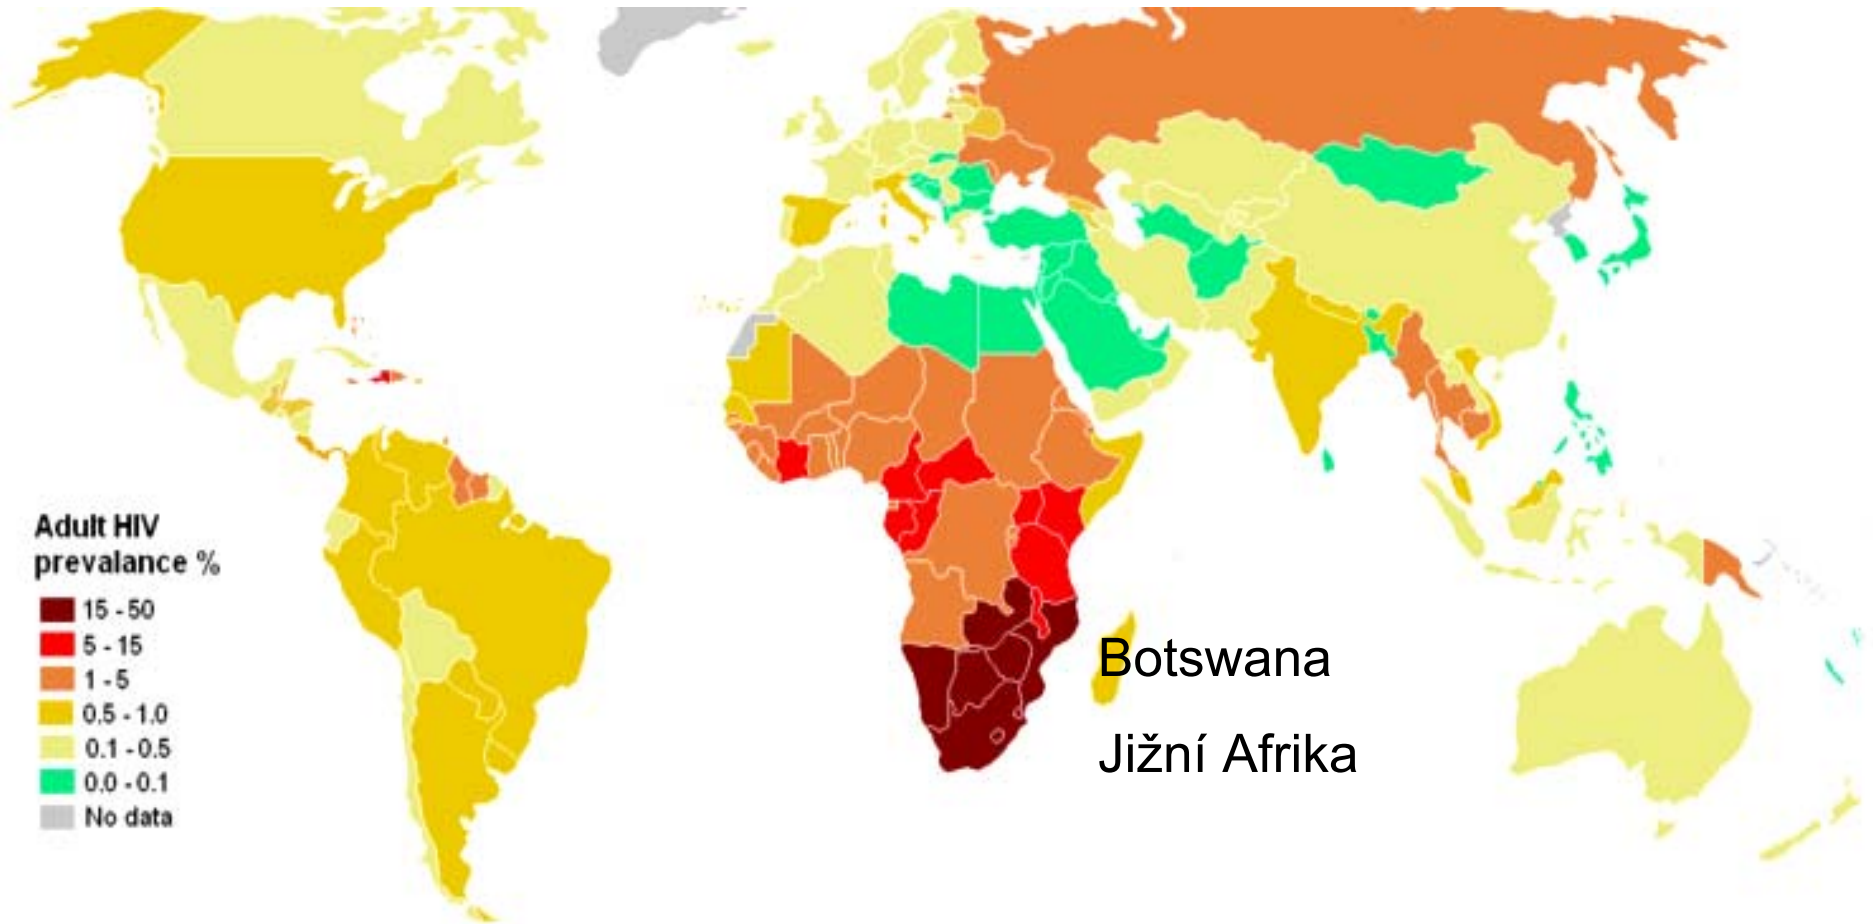 Adult HIV
prevalance %
15 - 50
5 - 15
1 - 5
0.5 - 1.0
0.1 - 0.5
0.0 - 0.1
No data
Botswana
Jižní Afrika